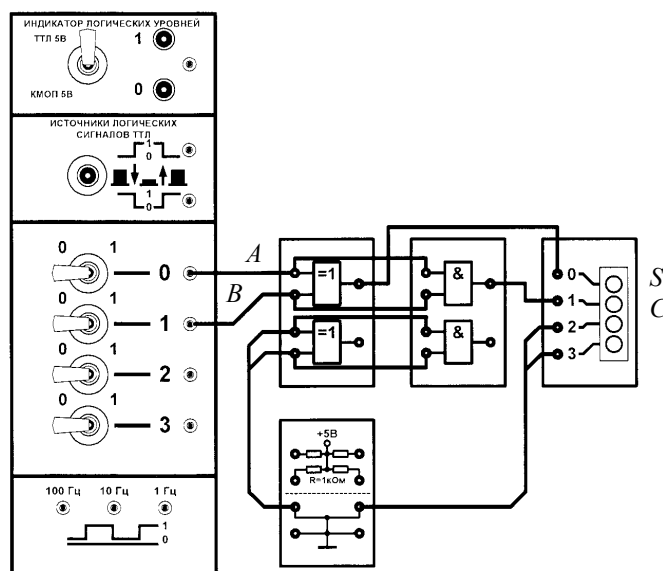 ИНДИКАТОР ЛОГИЧЕСКИХ УРОВНЕЙ
ТТЛ 5В
1
КМОП 5В
0
ИСТОЧНИКИ ЛОГИЧЕСКИХ
СИГНАЛОВ ТТЛ
1
0
1
0
0 1
0
0 1
1
0 1
2
0 1
3
100 Гц 10 Гц 1 Гц
1
0
A
B
=1
&
=1
&
0
1
2
3
S
C
+5В
R=1кОм